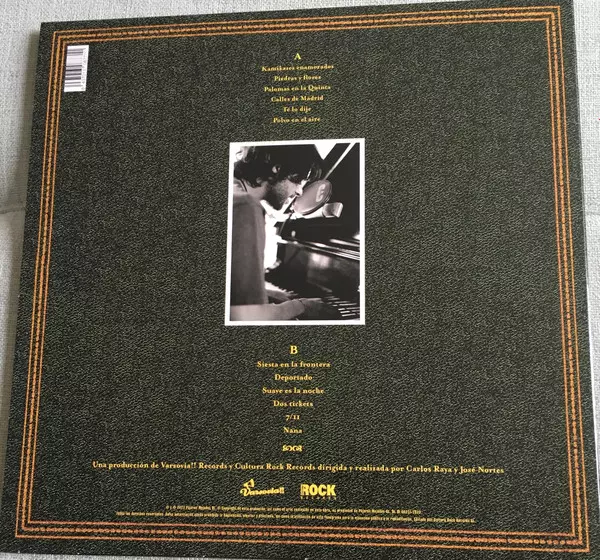 A
Kamikazes enamorados
Piedras y flores
Palomas en la Quinta
Calles de Madrid
Te lo dije
Polvo en el aire
B
Siesta en la frontera
Deportado
Suave es la noche
Dos tickets
7/11
Nana
Una producción de Varsovia!! Records y Cultura Rock Records dirigida y realizada por Carlos Raya y José Nortes
Varsovia!!
ROCK